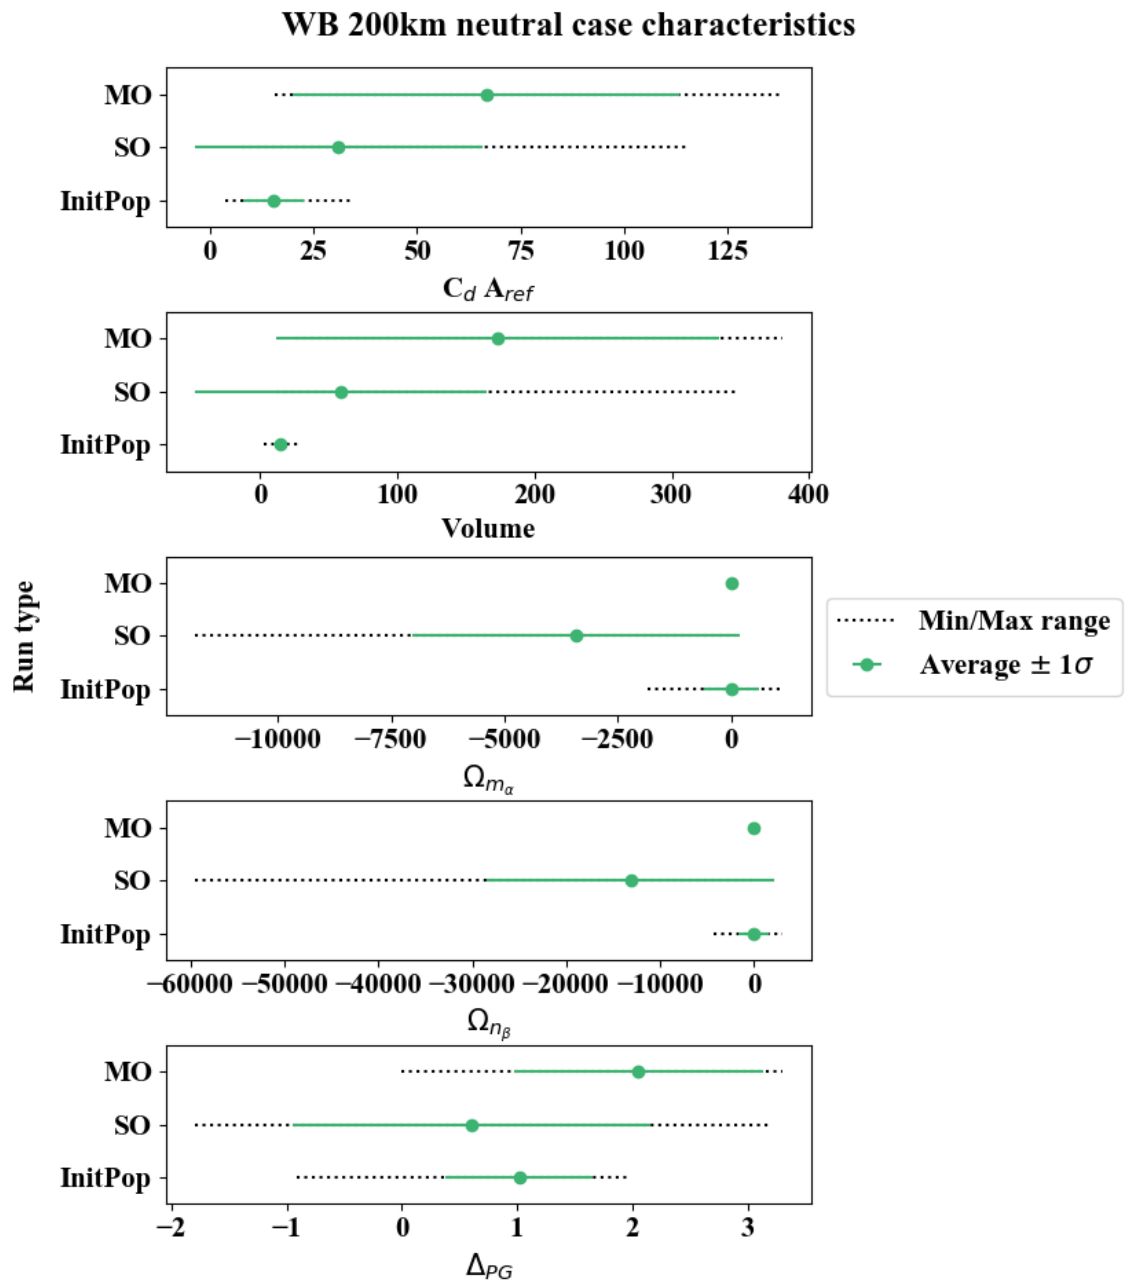 WB 200km neutral case characteristics
MO
SO
InitPop
0 25 50 75 100 125
C_d A_ref
MO
SO
InitPop
0 100 200 300 400
Volume
Run type
MO
SO
InitPop
−10000 −7500 −5000 −2500 0
Ω_{m_α}
Min/Max range
Average ± 1σ
MO
SO
InitPop
−60000 −50000 −40000 −30000 −20000 −10000 0
Ω_{n_β}
MO
SO
InitPop
−2 −1 0 1 2 3
Δ_{PG}